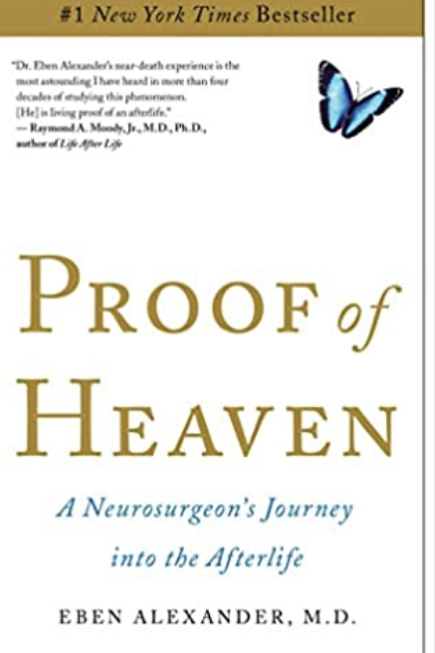 #1 New York Times Bestseller
“Dr. Eben Alexander’s near-death experience is the
most astounding I have heard in more than four
decades of studying this phenomenon.
[He] is living proof of an afterlife.”
— Raymond A. Moody, Jr., M.D., Ph.D.,
author of Life After Life
PROOF of
HEAVEN
A Neurosurgeon’s Journey
into the Afterlife
EBEN ALEXANDER, M.D.